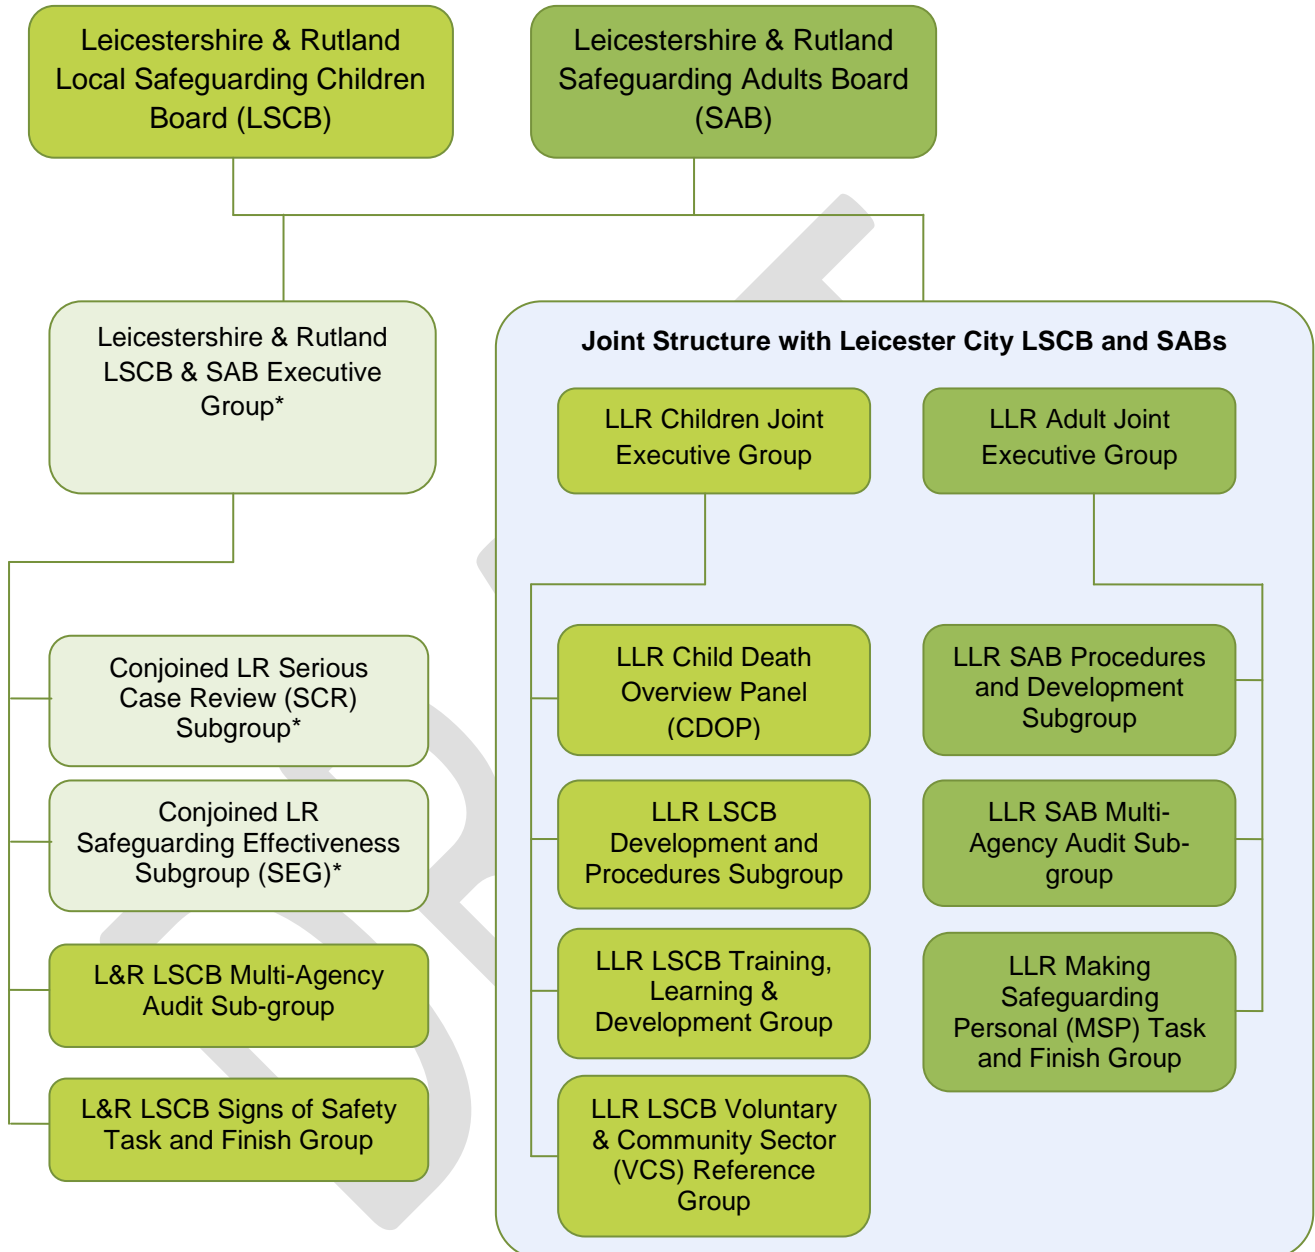 Leicestershire & Rutland
Local Safeguarding Children
Board (LSCB)
Leicestershire & Rutland
Safeguarding Adults Board
(SAB)
Leicestershire & Rutland
LSCB & SAB Executive
Group*
Joint Structure with Leicester City LSCB and SABs
LLR Children Joint
Executive Group
LLR Adult Joint
Executive Group
Conjoined LR Serious
Case Review (SCR)
Subgroup*
Conjoined LR
Safeguarding Effectiveness
Subgroup (SEG)*
L&R LSCB Multi-Agency
Audit Sub-group
L&R LSCB Signs of Safety
Task and Finish Group
LLR Child Death
Overview Panel
(CDOP)
LLR LSCB
Development and
Procedures Subgroup
LLR LSCB Training,
Learning &
Development Group
LLR LSCB Voluntary
& Community Sector
(VCS) Reference
Group
LLR SAB Procedures
and Development
Subgroup
LLR SAB Multi-
Agency Audit Sub-
group
LLR Making
Safeguarding
Personal (MSP) Task
and Finish Group
DRAFT